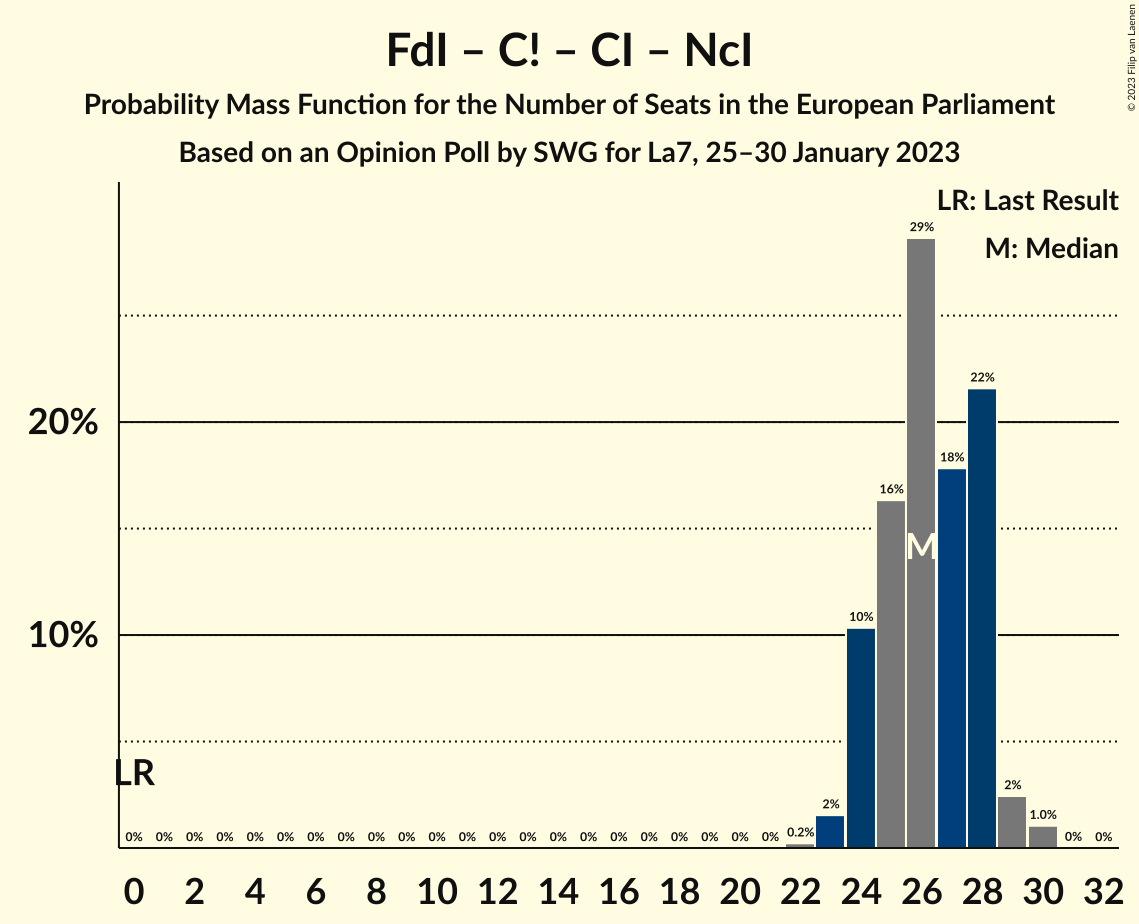 FdI – C! – CI – NcI
Probability Mass Function for the Number of Seats in the European Parliament
Based on an Opinion Poll by SWG for La7, 25–30 January 2023
© 2023 Filip van Laenen
LR: Last Result
M: Median
20%
10%
LR
M
0% 0% 0% 0% 0% 0% 0% 0% 0% 0% 0% 0% 0% 0% 0% 0% 0% 0% 0% 0% 0% 0% 0.2% 2% 10% 16% 29% 18% 22% 2% 1.0% 0% 0%
0 2 4 6 8 10 12 14 16 18 20 22 24 26 28 30 32